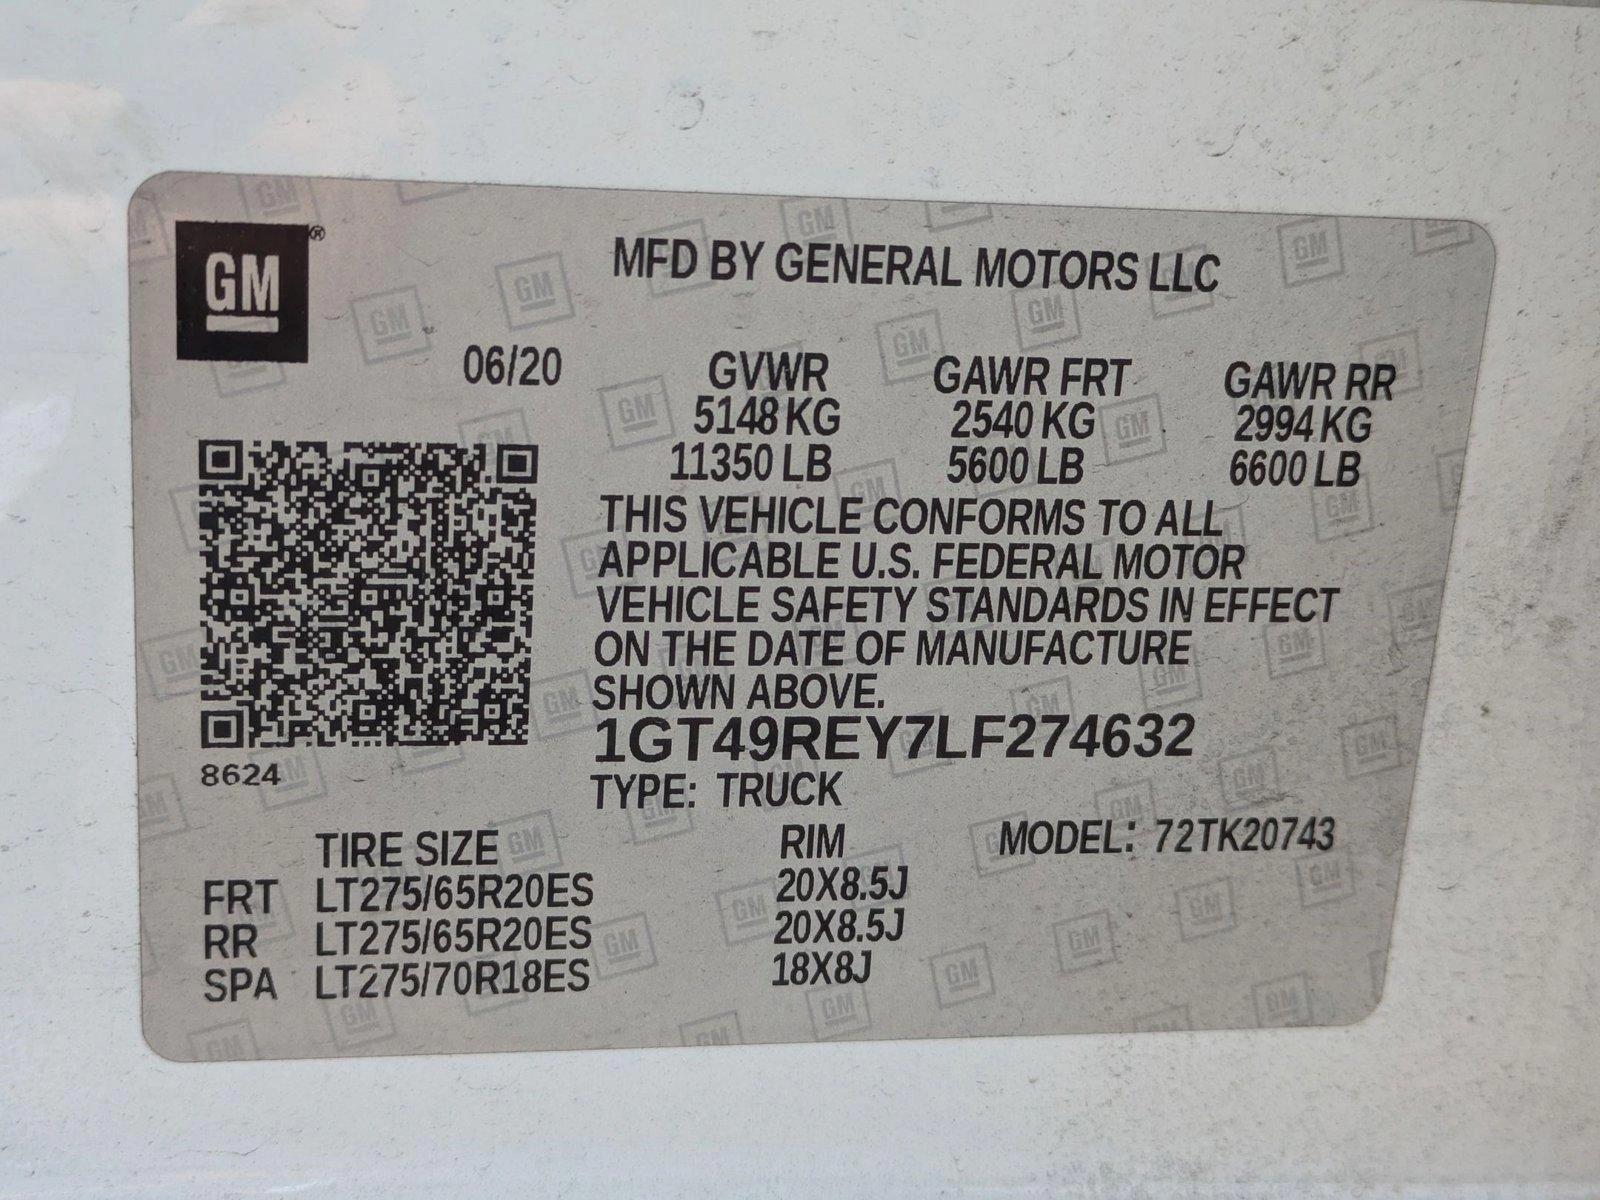 GM®
MFD BY GENERAL MOTORS LLC
06/20 GVWR GAWR FRT GAWR RR
5148 KG 2540 KG 2994 KG
11350 LB 5600 LB 6600 LB
THIS VEHICLE CONFORMS TO ALL
APPLICABLE U.S. FEDERAL MOTOR
VEHICLE SAFETY STANDARDS IN EFFECT
ON THE DATE OF MANUFACTURE
SHOWN ABOVE.
1GT49REY7LF274632
8624
TYPE: TRUCK
TIRE SIZE RIM MODEL: 72TK20743
FRT LT275/65R20ES 20X8.5J
RR LT275/65R20ES 20X8.5J
SPA LT275/70R18ES 18X8J